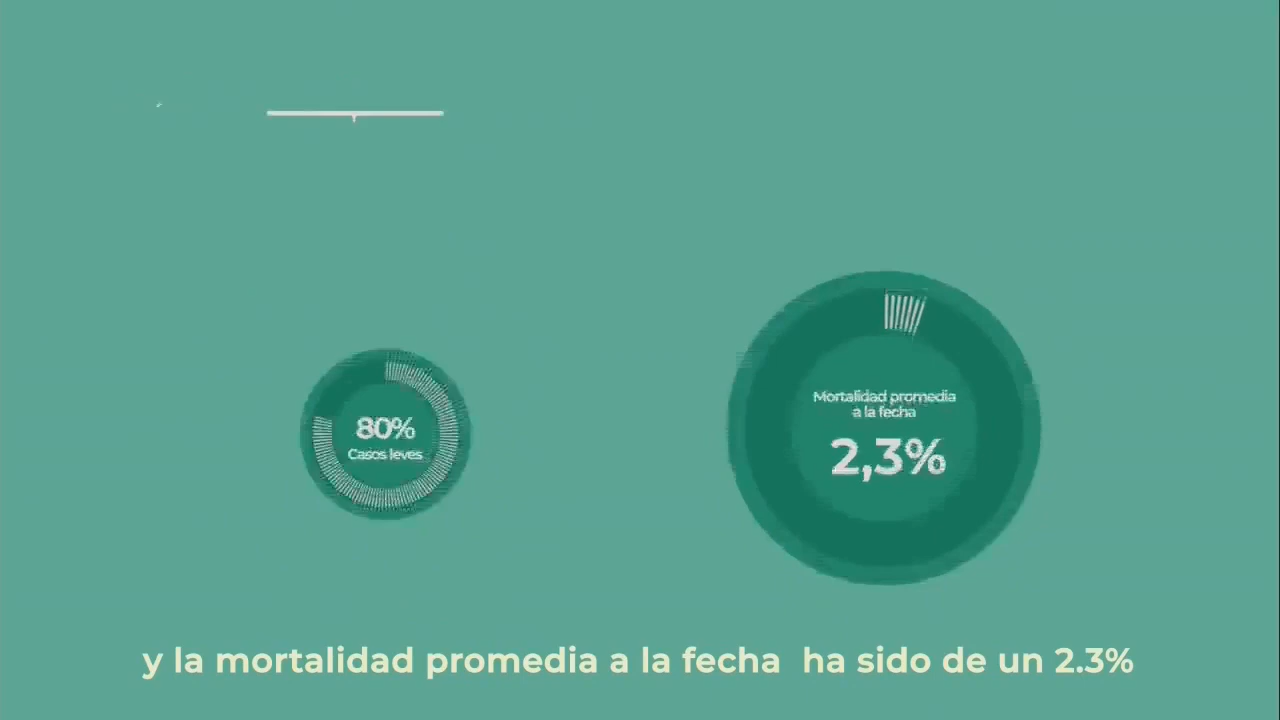 80%
Casos leves
Mortalidad promedia
a la fecha
2,3%
y la mortalidad promedia a la fecha  ha sido de un 2.3%